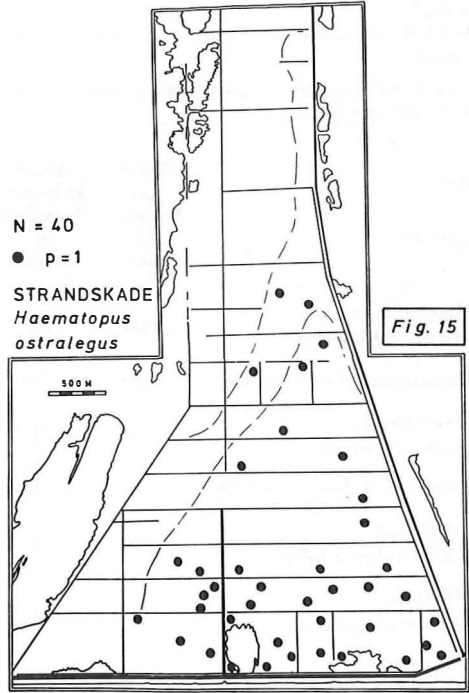 N = 40
● p = 1
STRANDSKADE
Haematopus
ostralegus
Fig. 15
500 M